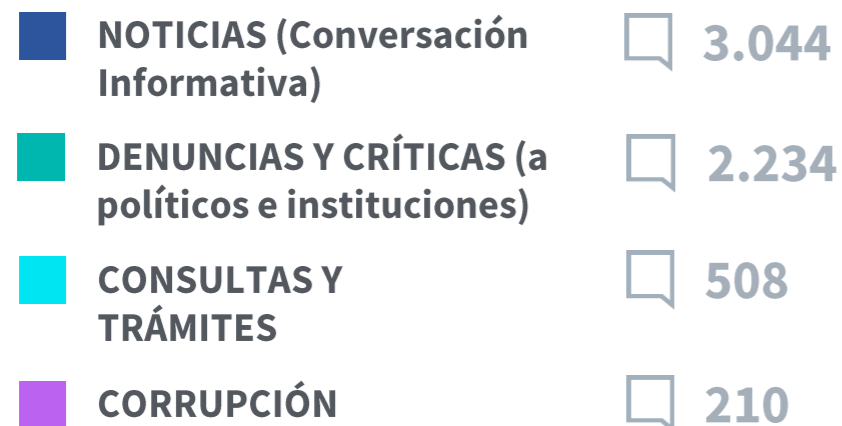 NOTICIAS (Conversación 3.044
Informativa)
DENUNCIAS Y CRÍTICAS (a 2.234
políticos e instituciones)
CONSULTAS Y 508
TRÁMITES
CORRUPCIÓN 210